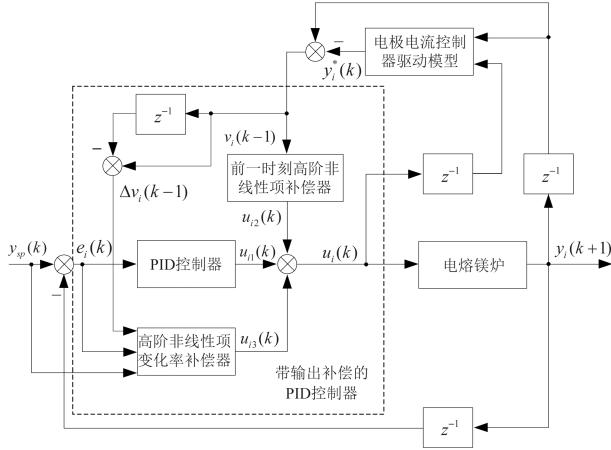 电极电流控制
器驱动模型
−
y_i^*(k)
z^{-1}
−
v_i(k−1)
Δv_i(k−1)
前一时刻高阶非
线性项补偿器
z^{-1}
z^{-1}
u_{i2}(k)
y_{sp}(k)
e_i(k)
PID控制器
u_{i1}(k)
u_i(k)
电熔镁炉
y_i(k+1)
−
高阶非线性项
变化率补偿器
u_{i3}(k)
带输出补偿的
PID控制器
z^{-1}